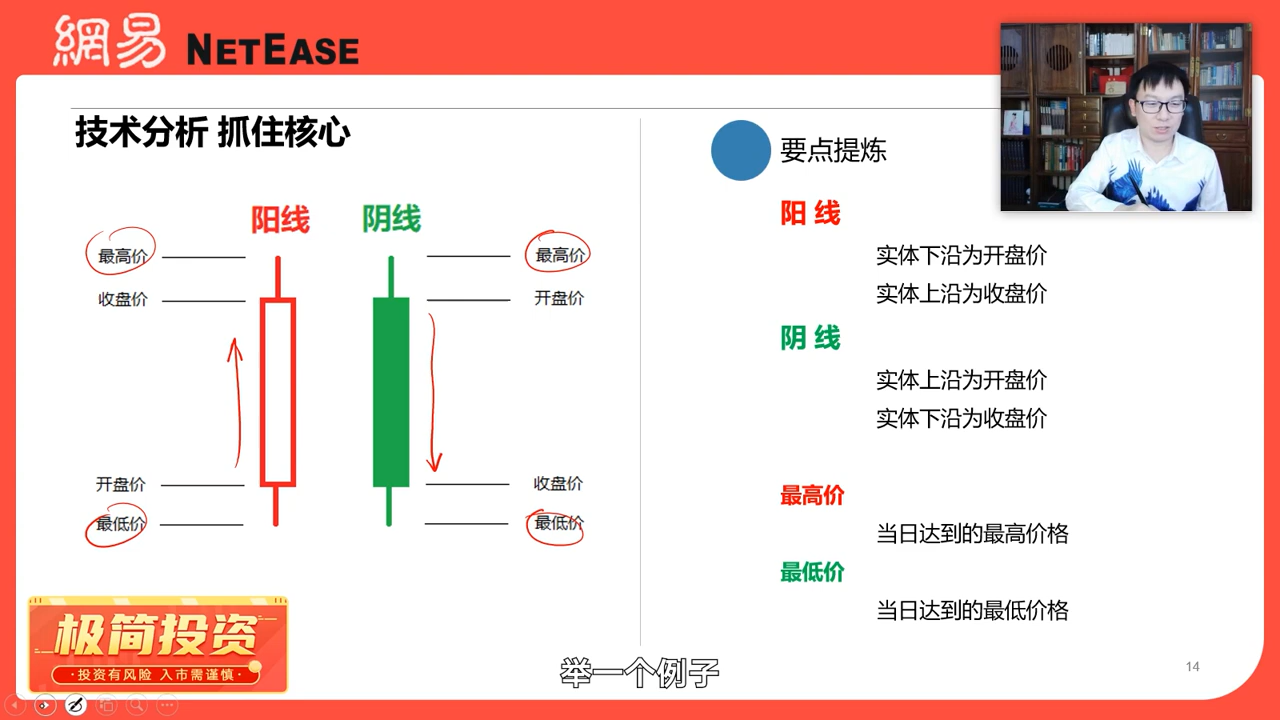 網易 NETEASE
技术分析 抓住核心
阳线 阴线
最高价 最高价
收盘价 开盘价
开盘价 收盘价
最低价 最低价
要点提炼
阳 线
实体下沿为开盘价
实体上沿为收盘价
阴 线
实体上沿为开盘价
实体下沿为收盘价
最高价
当日达到的最高价格
最低价
当日达到的最低价格
极简投资
·投资有风险 入市需谨慎·
举一个例子
14